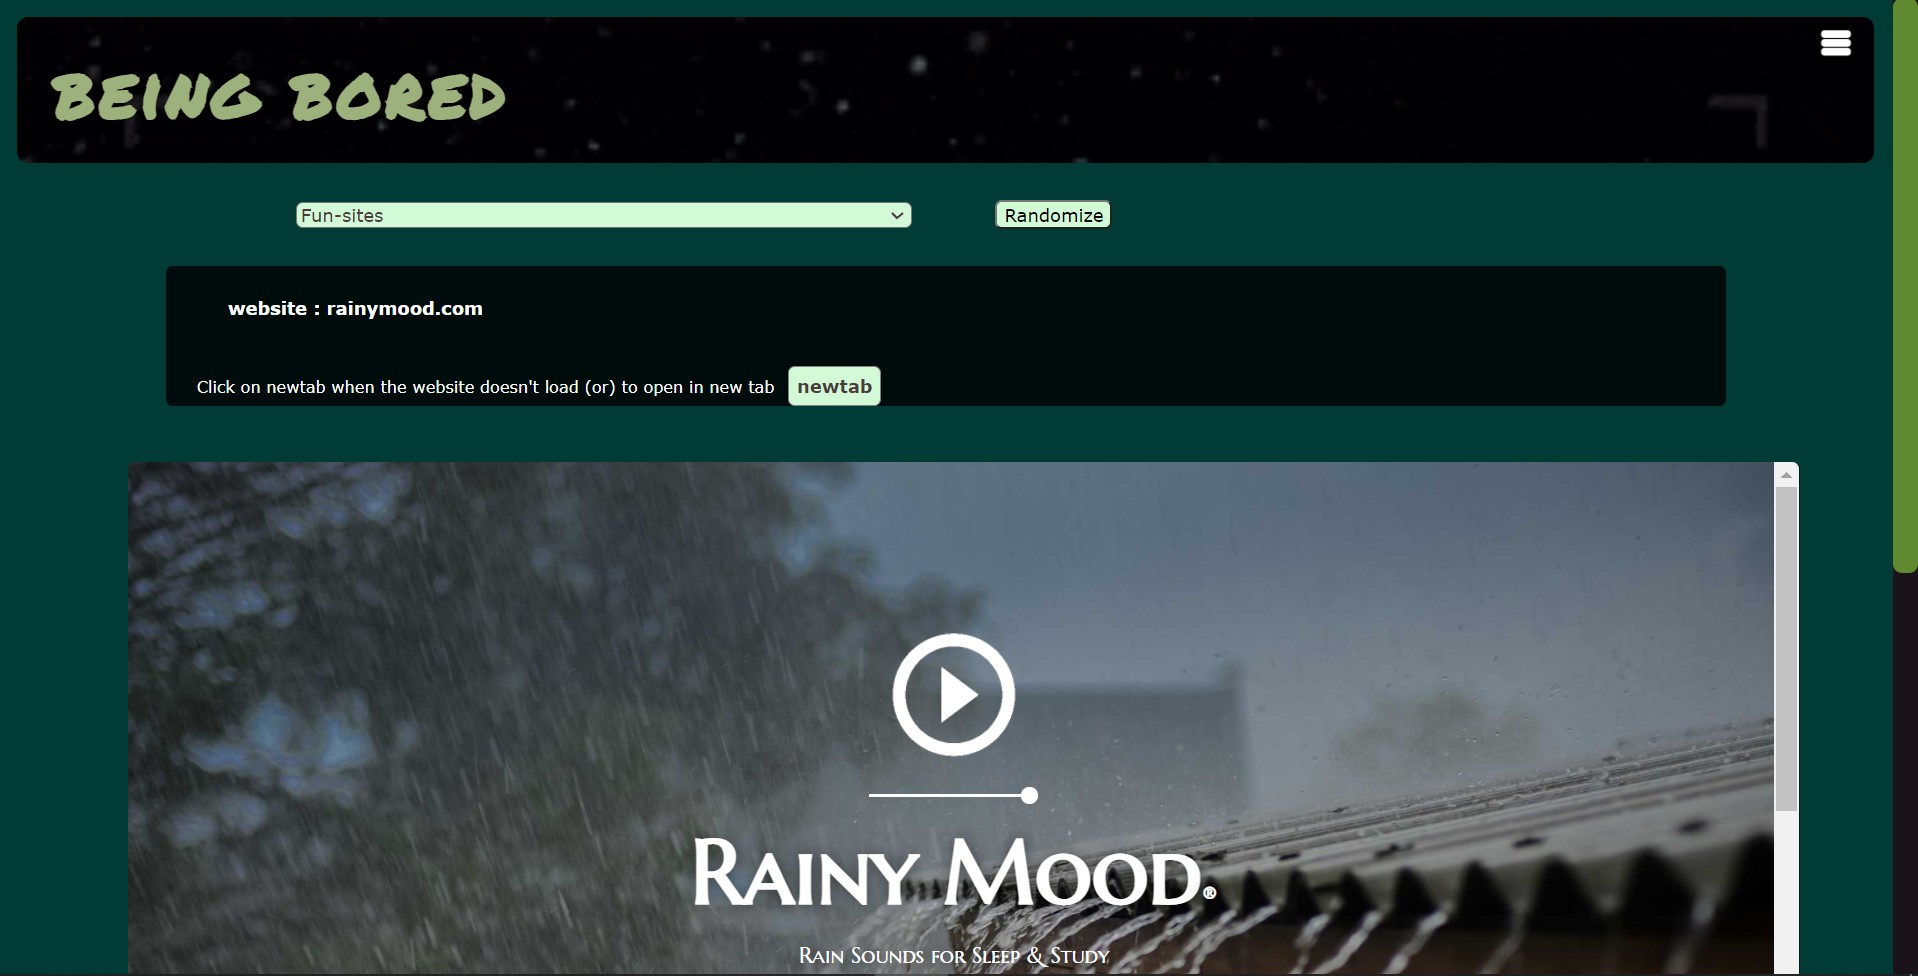 BEING BORED
Fun-sites
Randomize
website : rainymood.com
Click on newtab when the website doesn't load (or) to open in new tab
newtab
RAINY MOOD®
RAIN SOUNDS FOR SLEEP & STUDY